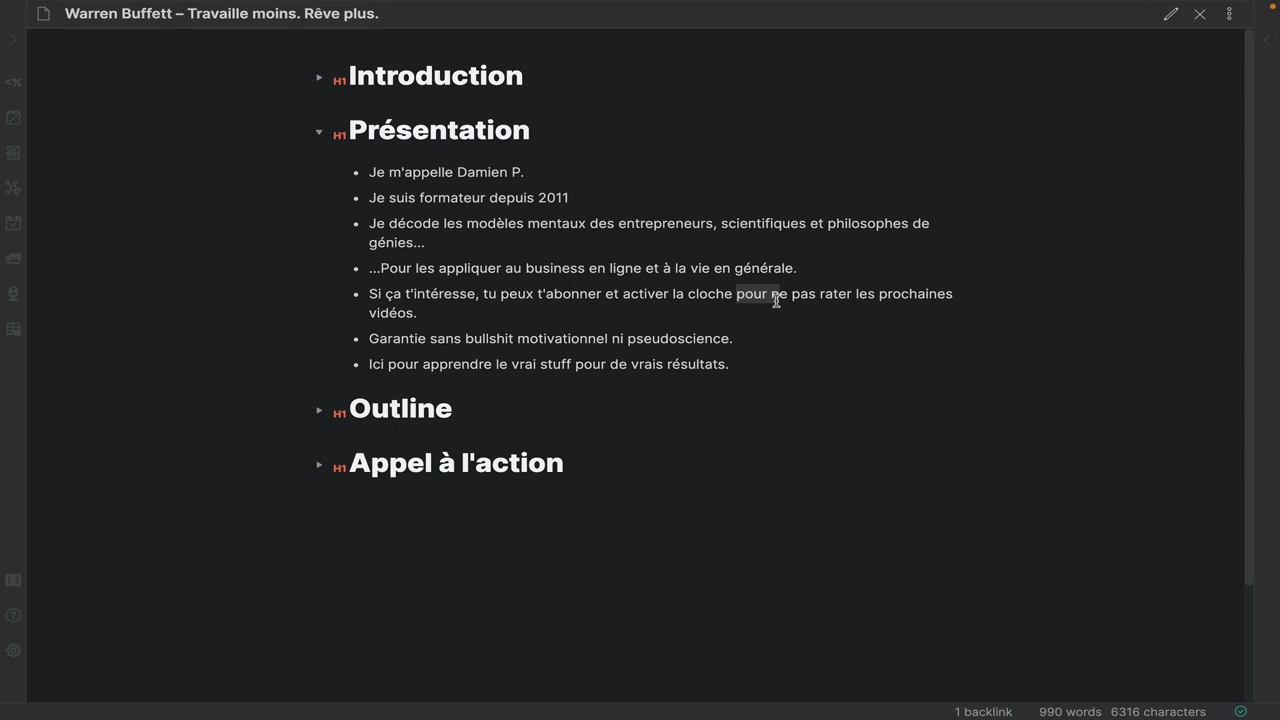 Warren Buffett – Travaille moins. Rêve plus.
H1 Introduction
H1 Présentation
• Je m'appelle Damien P.
• Je suis formateur depuis 2011
• Je décode les modèles mentaux des entrepreneurs, scientifiques et philosophes de
génies...
• ...Pour les appliquer au business en ligne et à la vie en générale.
• Si ça t'intéresse, tu peux t'abonner et activer la cloche pour ne pas rater les prochaines
vidéos.
• Garantie sans bullshit motivationnel ni pseudoscience.
• Ici pour apprendre le vrai stuff pour de vrais résultats.
H1 Outline
H1 Appel à l'action
1 backlink 990 words 6316 characters